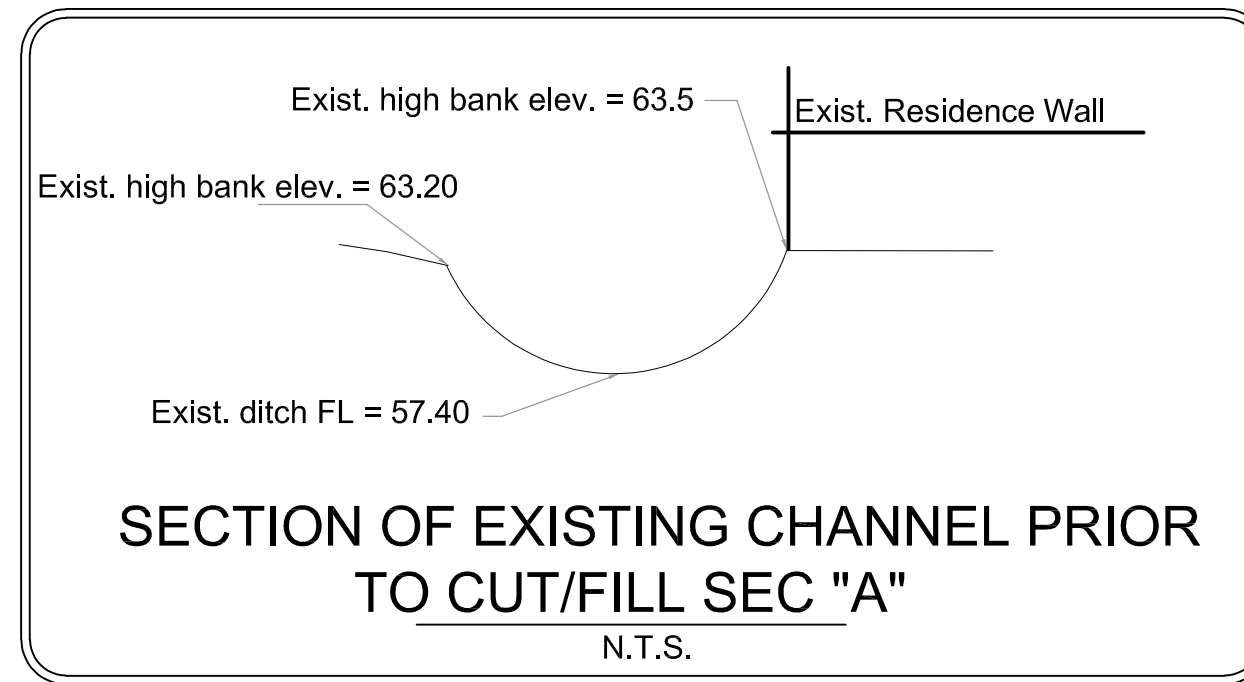 Exist. high bank elev. = 63.5
Exist. Residence Wall
Exist. high bank elev. = 63.20
Exist. ditch FL = 57.40
SECTION OF EXISTING CHANNEL PRIOR
TO CUT/FILL SEC "A"
N.T.S.